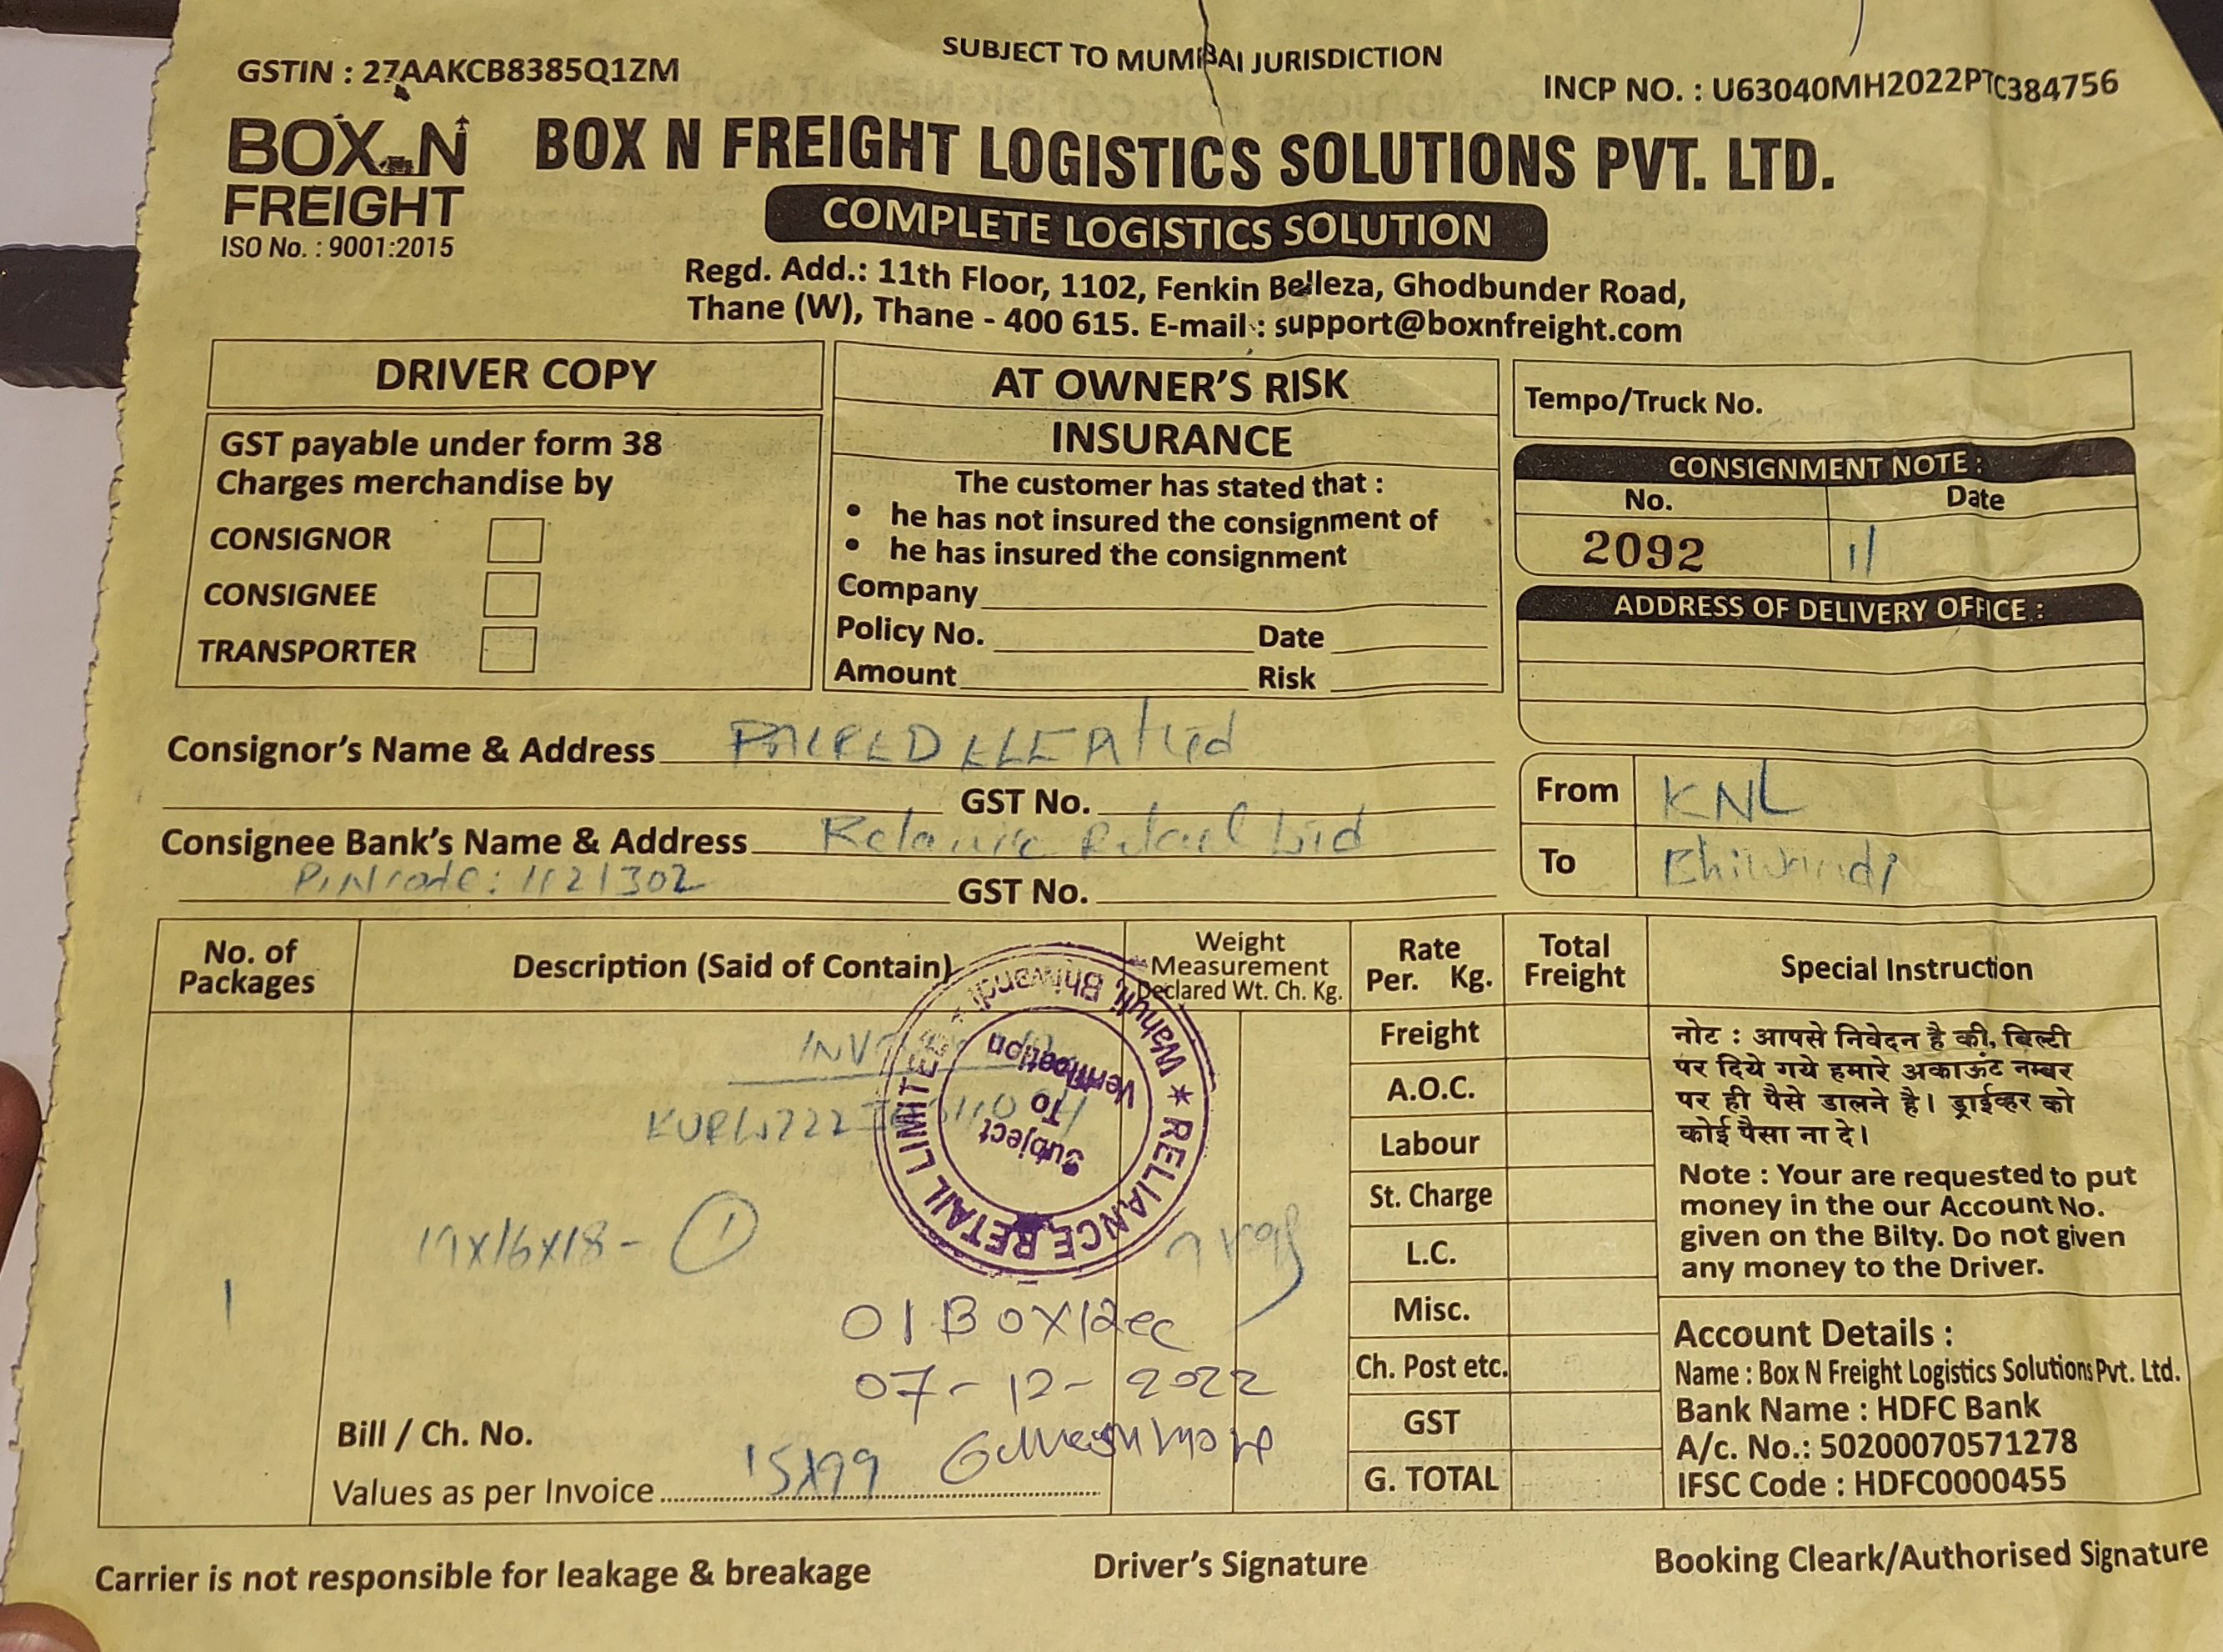 SUBJECT TO MUMBAI JURISDICTION
GSTIN : 27AAKCB8385Q1ZM
INCP NO. : U63040MH2022PTC384756
BOX N
FREIGHT
ISO No. : 9001:2015
BOX N FREIGHT LOGISTICS SOLUTIONS PVT. LTD.
COMPLETE LOGISTICS SOLUTION
Regd. Add.: 11th Floor, 1102, Fenkin Belleza, Ghodbunder Road,
Thane (W), Thane - 400 615. E-mail : support@boxnfreight.com
DRIVER COPY
GST payable under form 38
Charges merchandise by
CONSIGNOR
CONSIGNEE
TRANSPORTER
AT OWNER'S RISK
INSURANCE
The customer has stated that :
• he has not insured the consignment of
• he has insured the consignment
Company
Policy No. Date
Amount Risk
Tempo/Truck No.
CONSIGNMENT NOTE :
No. Date
2092
ADDRESS OF DELIVERY OFFICE :
Consignor's Name & Address
GST No.
Consignee Bank's Name & Address Retail Ltd
Pincode: 421302
GST No.
From KNL
To Bhiwandi
No. of Packages
Description (Said of Contain)
Weight
Measurement
Declared Wt. Ch. Kg.
Rate
Per. Kg.
Total
Freight
Special Instruction
1
17x16x18 - 1
RELIANCE RETAIL LIMITED
Wahuli, Bhiwandi
Subject
To
Verification
01 Box Rec
07-12-2022
Bill / Ch. No.
Values as per Invoice
Freight
A.O.C.
Labour
St. Charge
L.C.
Misc.
Ch. Post etc.
GST
G. TOTAL
नोट : आपसे निवेदन है की, बिल्टी
पर दिये गये हमारे अकाऊंट नम्बर
पर ही पैसे डालने है। ड्राईव्हर को
कोई पैसा ना दे।
Note : Your are requested to put
money in the our Account No.
given on the Bilty. Do not given
any money to the Driver.
Account Details :
Name : Box N Freight Logistics Solutions Pvt. Ltd.
Bank Name : HDFC Bank
A/c. No.: 50200070571278
IFSC Code : HDFC0000455
Carrier is not responsible for leakage & breakage
Driver's Signature
Booking Cleark/Authorised Signature